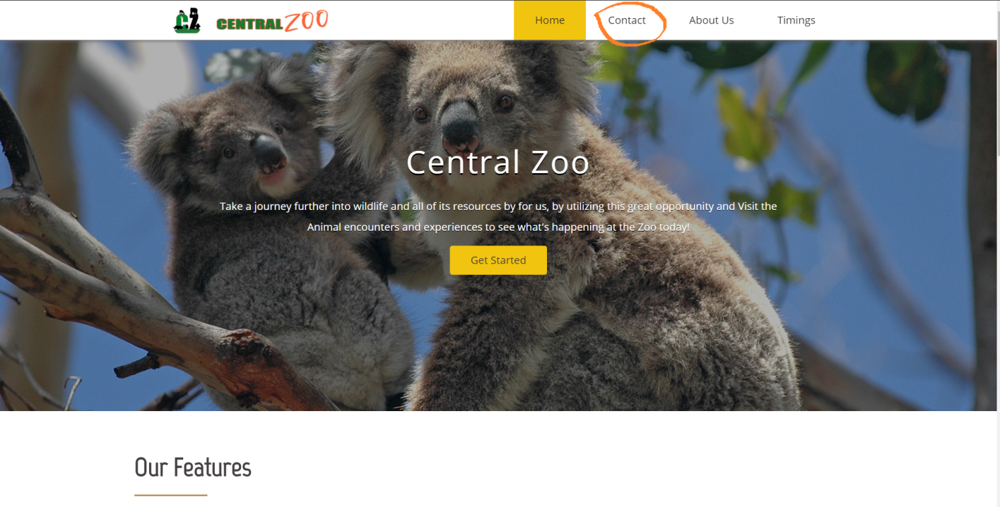 CZ CENTRAL ZOO
Home Contact About Us Timings
Central Zoo
Take a journey further into wildlife and all of its resources by for us, by utilizing this great opportunity and Visit the
Animal encounters and experiences to see what's happening at the Zoo today!
Get Started
Our Features